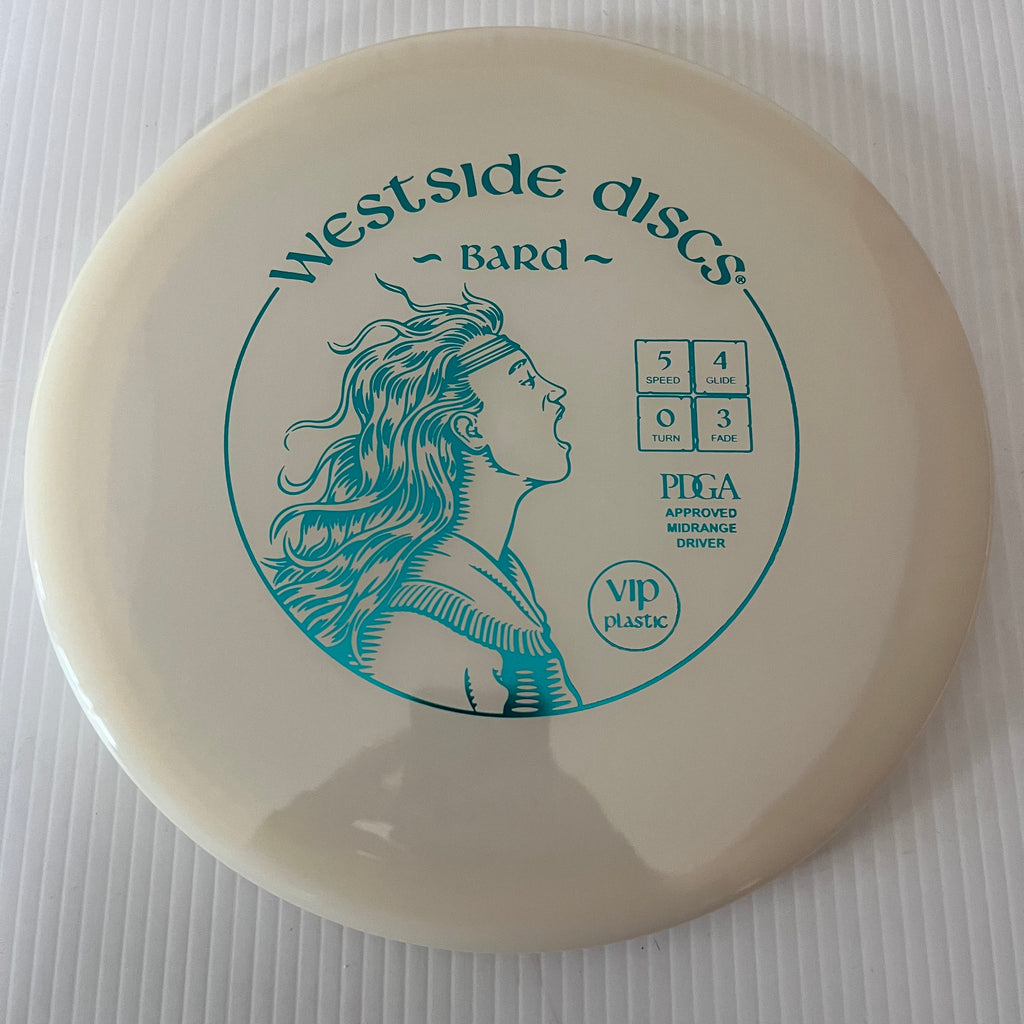 westside discs®
~ Bard ~
5 4
SPEED GLIDE
0 3
TURN FADE
PDGA
APPROVED
MIDRANGE
DRIVER
VIP
plastic